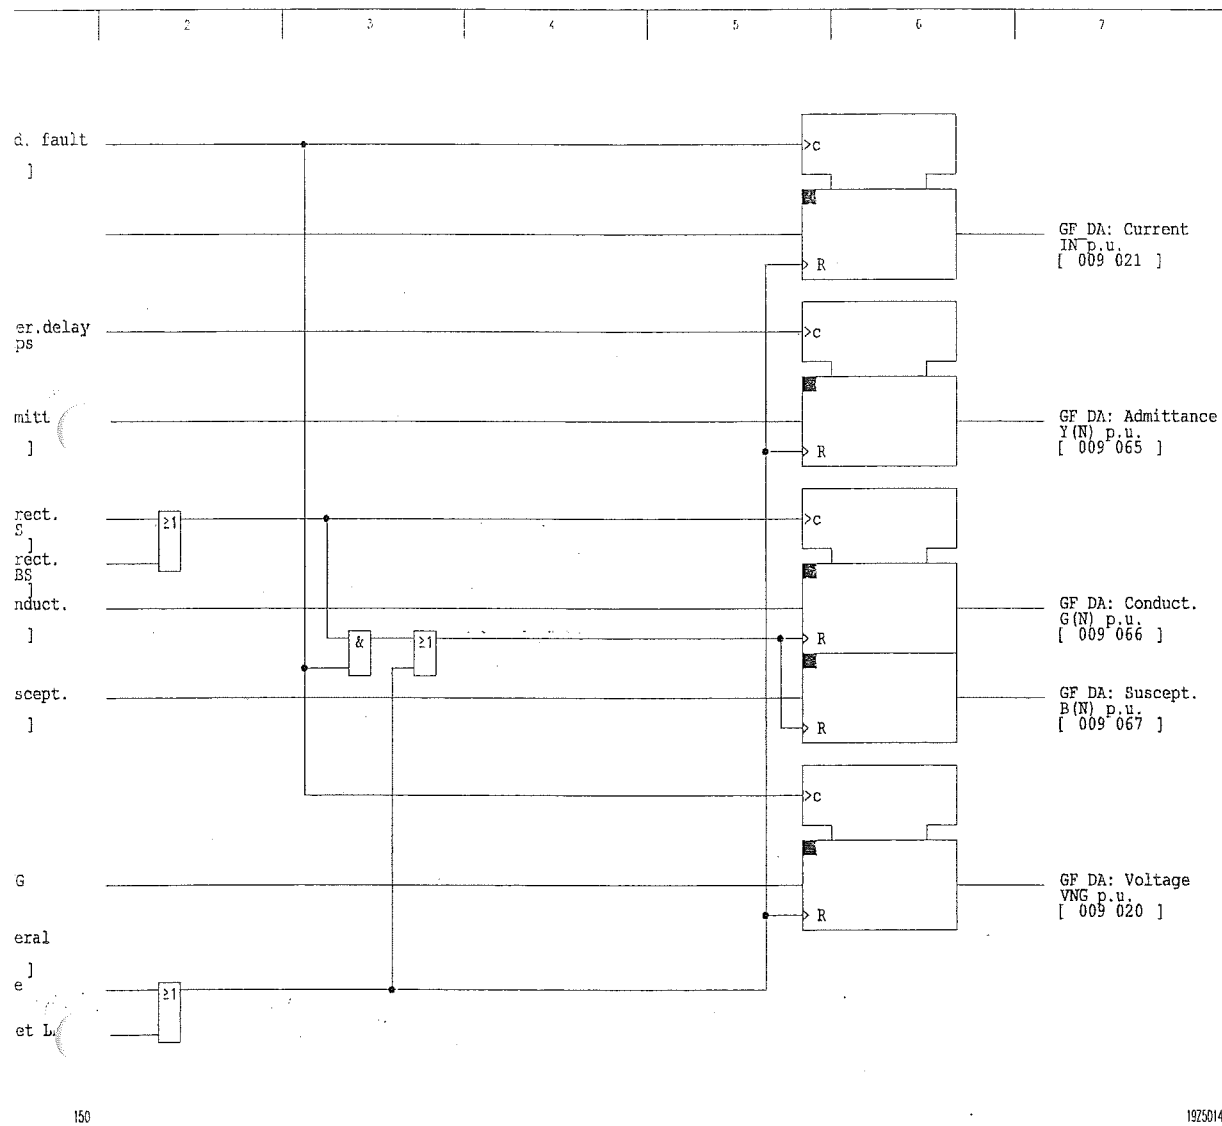 2 3 4 5 6 7
d. fault
]
>c
GF DA: Current
IN p.u.
[ 009 021 ]
R
er.delay
ps
>c
mitt
]
GF DA: Admittance
Y(N) p.u.
[ 009 065 ]
R
rect.
S
]
≥1
>c
rect.
BS
]
nduct.
]
GF DA: Conduct.
G(N) p.u.
[ 009 066 ]
& ≥1
R
scept.
]
GF DA: Suscept.
B(N) p.u.
[ 009 067 ]
R
>c
G
GF DA: Voltage
VNG p.u.
[ 009 020 ]
R
eral
]
e
≥1
et
150
19Z5014